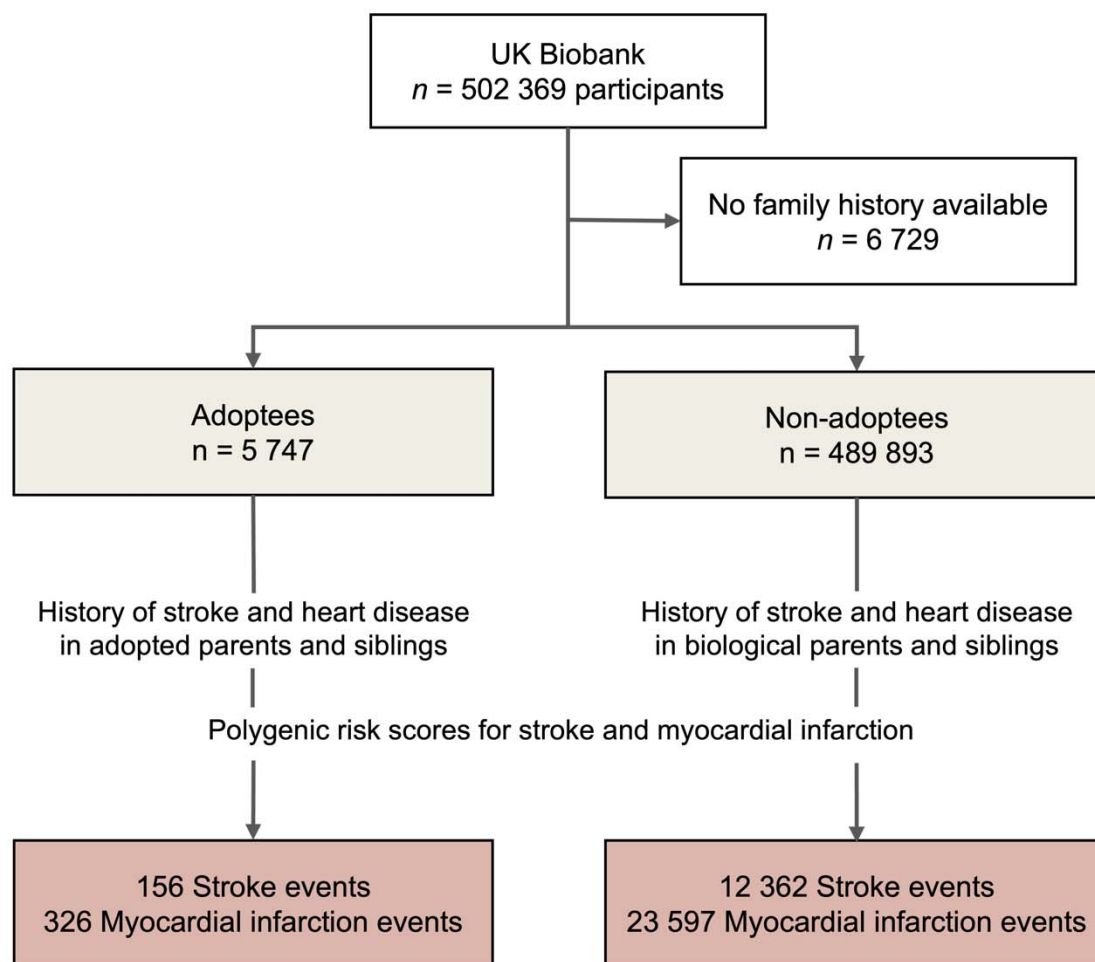 UK Biobank
n = 502 369 participants
No family history available
n = 6 729
Adoptees
n = 5 747
Non-adoptees
n = 489 893
History of stroke and heart disease
in adopted parents and siblings
History of stroke and heart disease
in biological parents and siblings
Polygenic risk scores for stroke and myocardial infarction
156 Stroke events
326 Myocardial infarction events
12 362 Stroke events
23 597 Myocardial infarction events